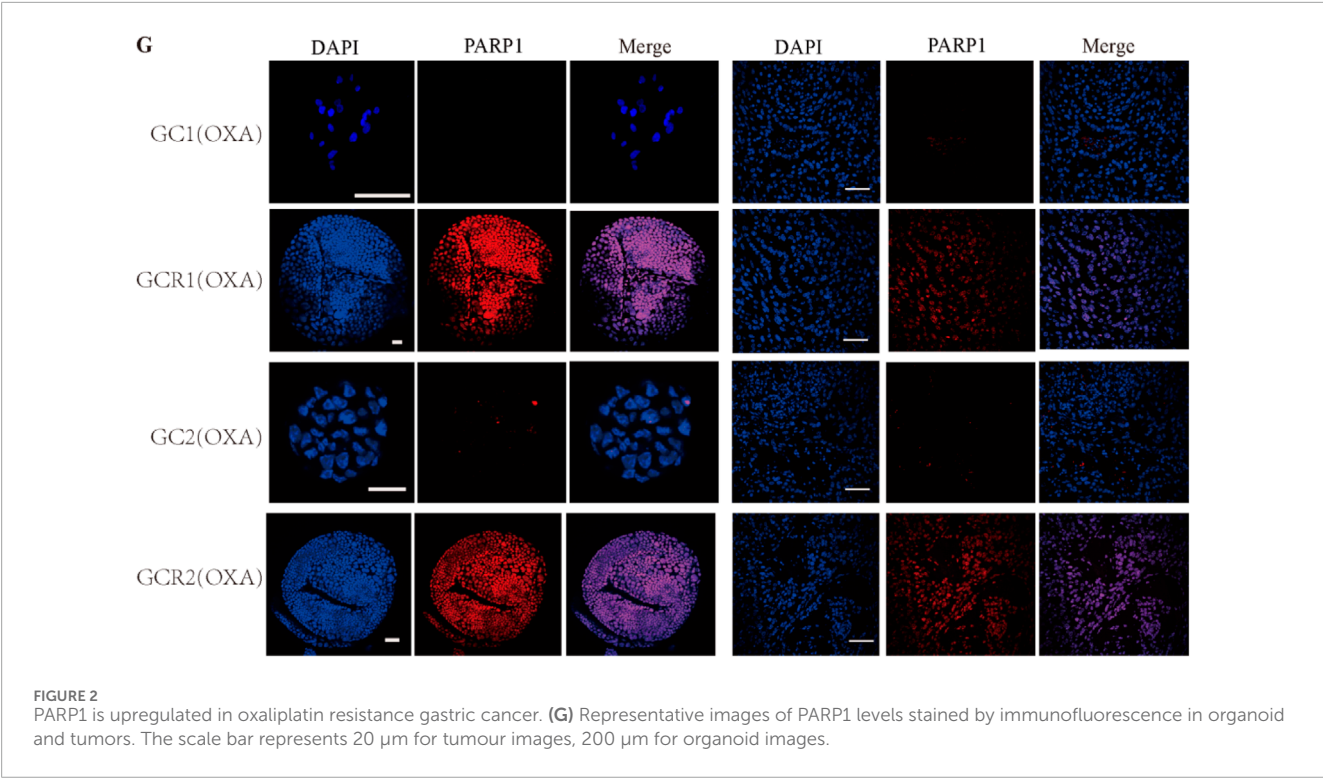 G
DAPI PARP1 Merge DAPI PARP1 Merge
GC1(OXA)
GCR1(OXA)
GC2(OXA)
GCR2(OXA)
FIGURE 2
PARP1 is upregulated in oxaliplatin resistance gastric cancer. (G) Representative images of PARP1 levels stained by immunofluorescence in organoid
and tumors. The scale bar represents 20 μm for tumour images, 200 μm for organoid images.